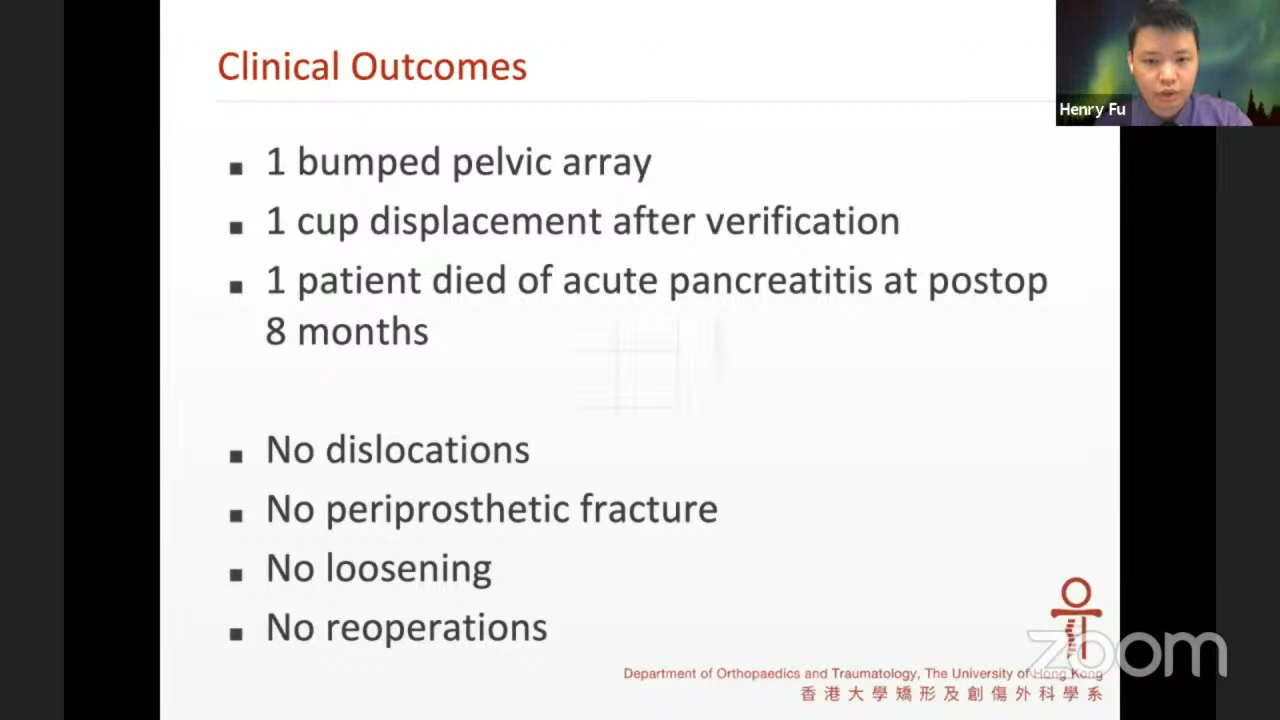 Clinical Outcomes
Henry Fu
▪ 1 bumped pelvic array
▪ 1 cup displacement after verification
▪ 1 patient died of acute pancreatitis at postop
8 months
▪ No dislocations
▪ No periprosthetic fracture
▪ No loosening
▪ No reoperations
zoom
Department of Orthopaedics and Traumatology, The University of Hong Kong
香港大學矯形及創傷外科學系